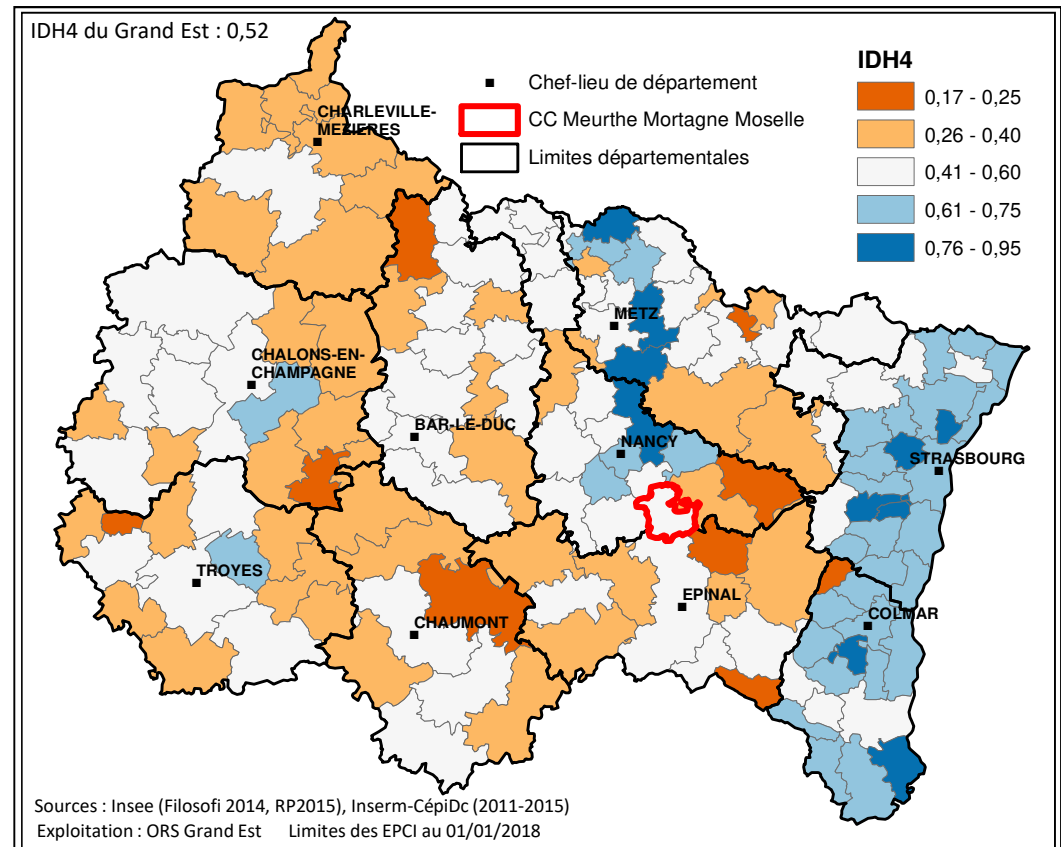 IDH4 du Grand Est : 0,52
IDH4
Chef-lieu de département
CC Meurthe Mortagne Moselle
Limites départementales
0,17 - 0,25
0,26 - 0,40
0,41 - 0,60
0,61 - 0,75
0,76 - 0,95
CHARLEVILLE-
MEZIERES
METZ
CHALONS-EN-
CHAMPAGNE
BAR-LE-DUC
NANCY
STRASBOURG
TROYES
CHAUMONT
EPINAL
COLMAR
Sources : Insee (Filosofi 2014, RP2015), Inserm-CépiDc (2011-2015)
Exploitation : ORS Grand Est Limites des EPCI au 01/01/2018